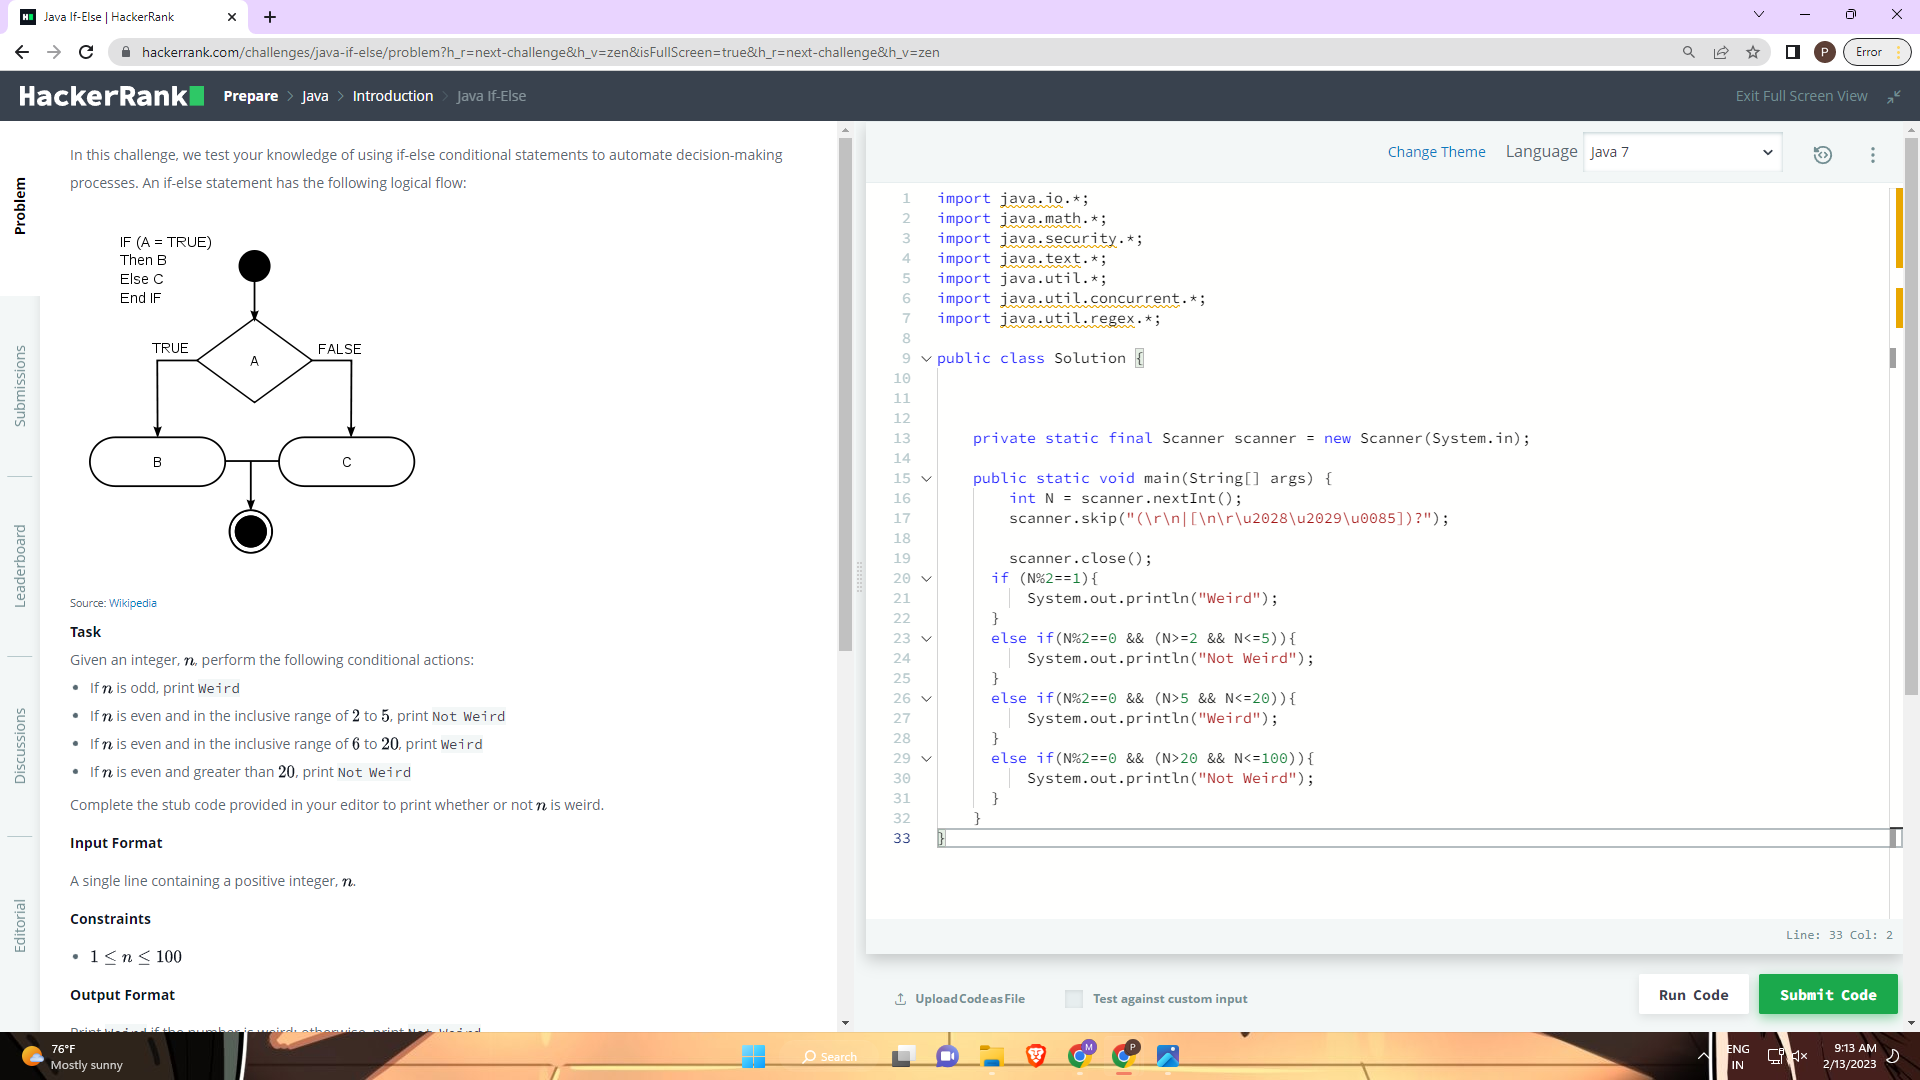 Java If-Else | HackerRank
hackerrank.com/challenges/java-if-else/problem?h_r=next-challenge&h_v=zen&isFullScreen=true&h_r=next-challenge&h_v=zen
P
Error
HackerRank
Prepare > Java > Introduction > Java If-Else
Exit Full Screen View
Problem
Submissions
Leaderboard
Discussions
Editorial
In this challenge, we test your knowledge of using if-else conditional statements to automate decision-making
processes. An if-else statement has the following logical flow:
IF (A = TRUE)
Then B
Else C
End IF
TRUE
FALSE
A
B
C
Source: Wikipedia
Task
Given an integer, n, perform the following conditional actions:
• If n is odd, print Weird
• If n is even and in the inclusive range of 2 to 5, print Not Weird
• If n is even and in the inclusive range of 6 to 20, print Weird
• If n is even and greater than 20, print Not Weird
Complete the stub code provided in your editor to print whether or not n is weird.
Input Format
A single line containing a positive integer, n.
Constraints
• 1 ≤ n ≤ 100
Output Format
Print Weird if the number is weird; otherwise, print Not Weird.
Change Theme
Language
Java 7
1 import java.io.*;
2 import java.math.*;
3 import java.security.*;
4 import java.text.*;
5 import java.util.*;
6 import java.util.concurrent.*;
7 import java.util.regex.*;
8
9 public class Solution {
10
11
12
13 private static final Scanner scanner = new Scanner(System.in);
14
15 public static void main(String[] args) {
16 int N = scanner.nextInt();
17 scanner.skip("(\r\n|[\n\r\u2028\u2029\u0085])?");
18
19 scanner.close();
20 if (N%2==1){
21 System.out.println("Weird");
22 }
23 else if(N%2==0 && (N>=2 && N<=5)){
24 System.out.println("Not Weird");
25 }
26 else if(N%2==0 && (N>5 && N<=20)){
27 System.out.println("Weird");
28 }
29 else if(N%2==0 && (N>20 && N<=100)){
30 System.out.println("Not Weird");
31 }
32 }
33 }
Line: 33 Col: 2
Upload Code as File
Test against custom input
Run Code
Submit Code
76°F
Mostly sunny
Search
M
P
ENG
IN
9:13 AM
2/13/2023